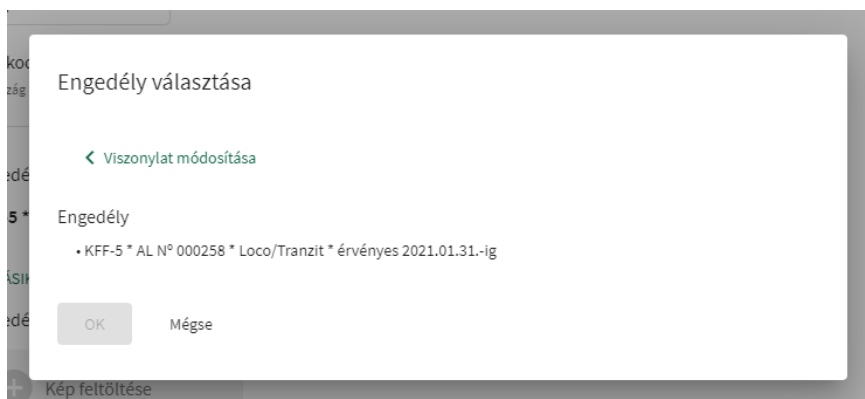 Engedély választása
Viszonylat módosítása
Engedély
• KFF-5 * AL Nº 000258 * Loco/Tranzit * érvényes 2021.01.31.-ig
OK
Mégse
Kép feltöltése